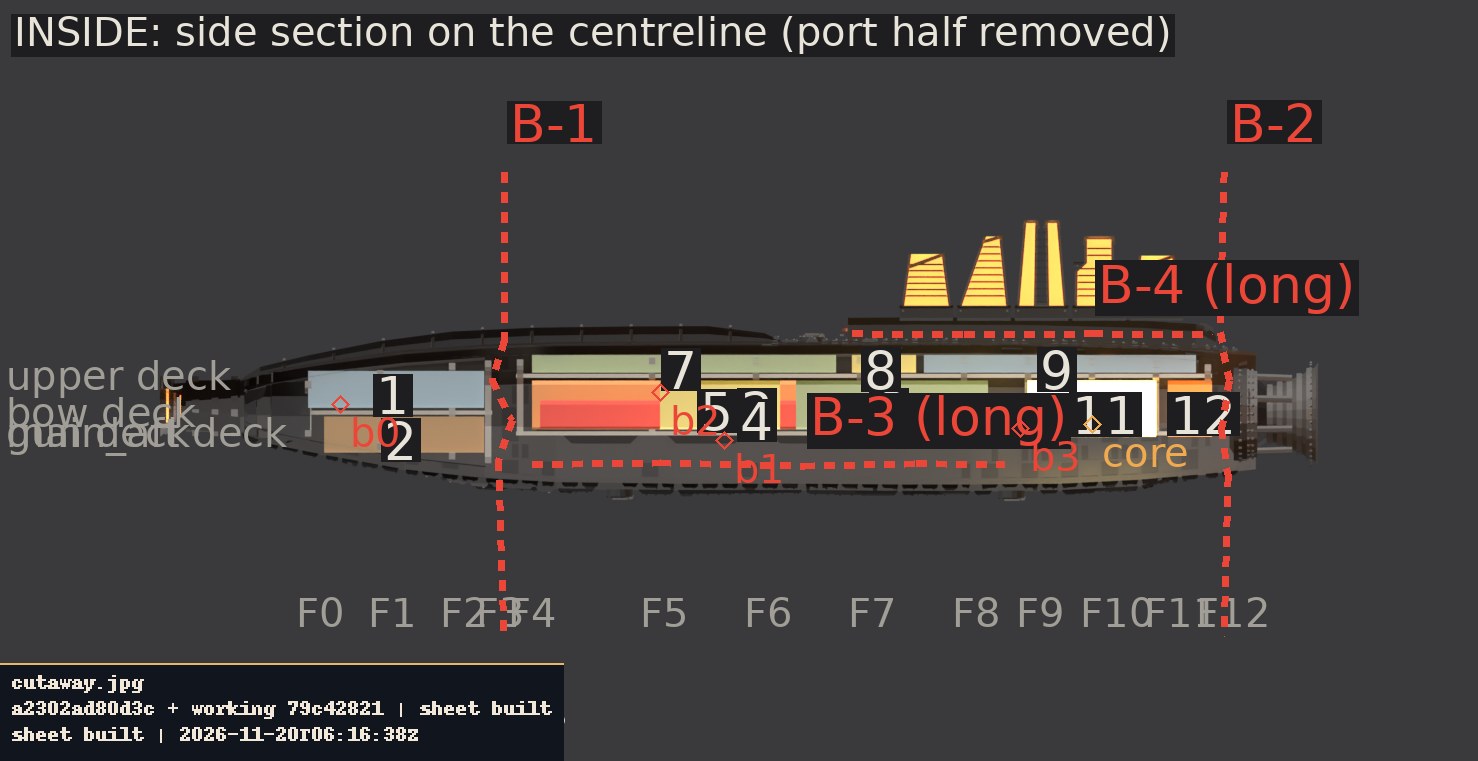 INSIDE: side section on the centreline (port half removed)
B-1
B-2
B-4 (long)
upper deck
bow deck
deck
1
2
7
8
9
5
4
B-3 (long)
11
12
b0
b2
b1
b3
core
F0 F1 F2 F3 F4 F5 F6 F7 F8 F9 F10 F11 F12
cutaway.jpg
a2302ad80d3c + working 79c42821 | sheet built
sheet built | 2026-11-20T06:16:38Z